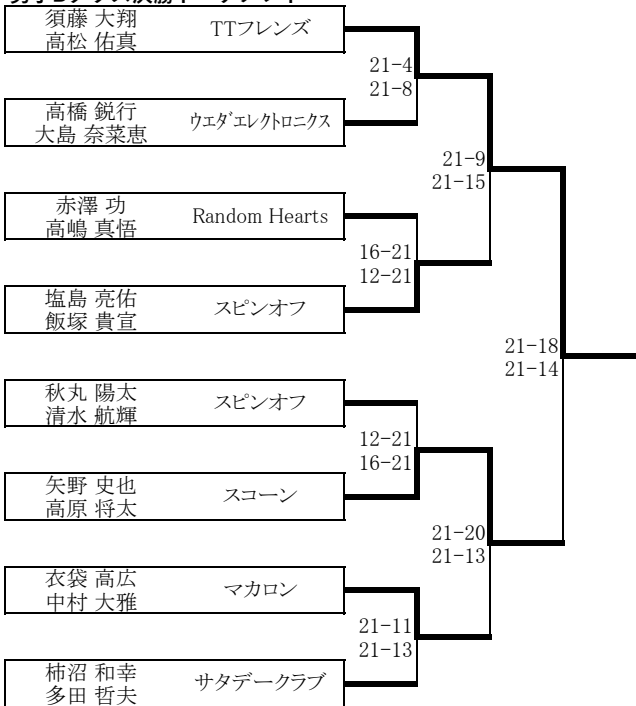 須藤 大翔
高松 佑真
TTフレンズ
21-4
21-8
高橋 鋭行
大島 奈菜恵
ウエダエレクトロニクス
21-9
21-15
赤澤 功
高嶋 真悟
Random Hearts
16-21
12-21
塩島 亮佑
飯塚 貴宣
スピンオフ
21-18
21-14
秋丸 陽太
清水 航輝
スピンオフ
12-21
16-21
矢野 史也
高原 将太
スコーン
21-20
21-13
衣袋 高広
中村 大雅
マカロン
21-11
21-13
柿沼 和幸
多田 哲夫
サタデークラブ